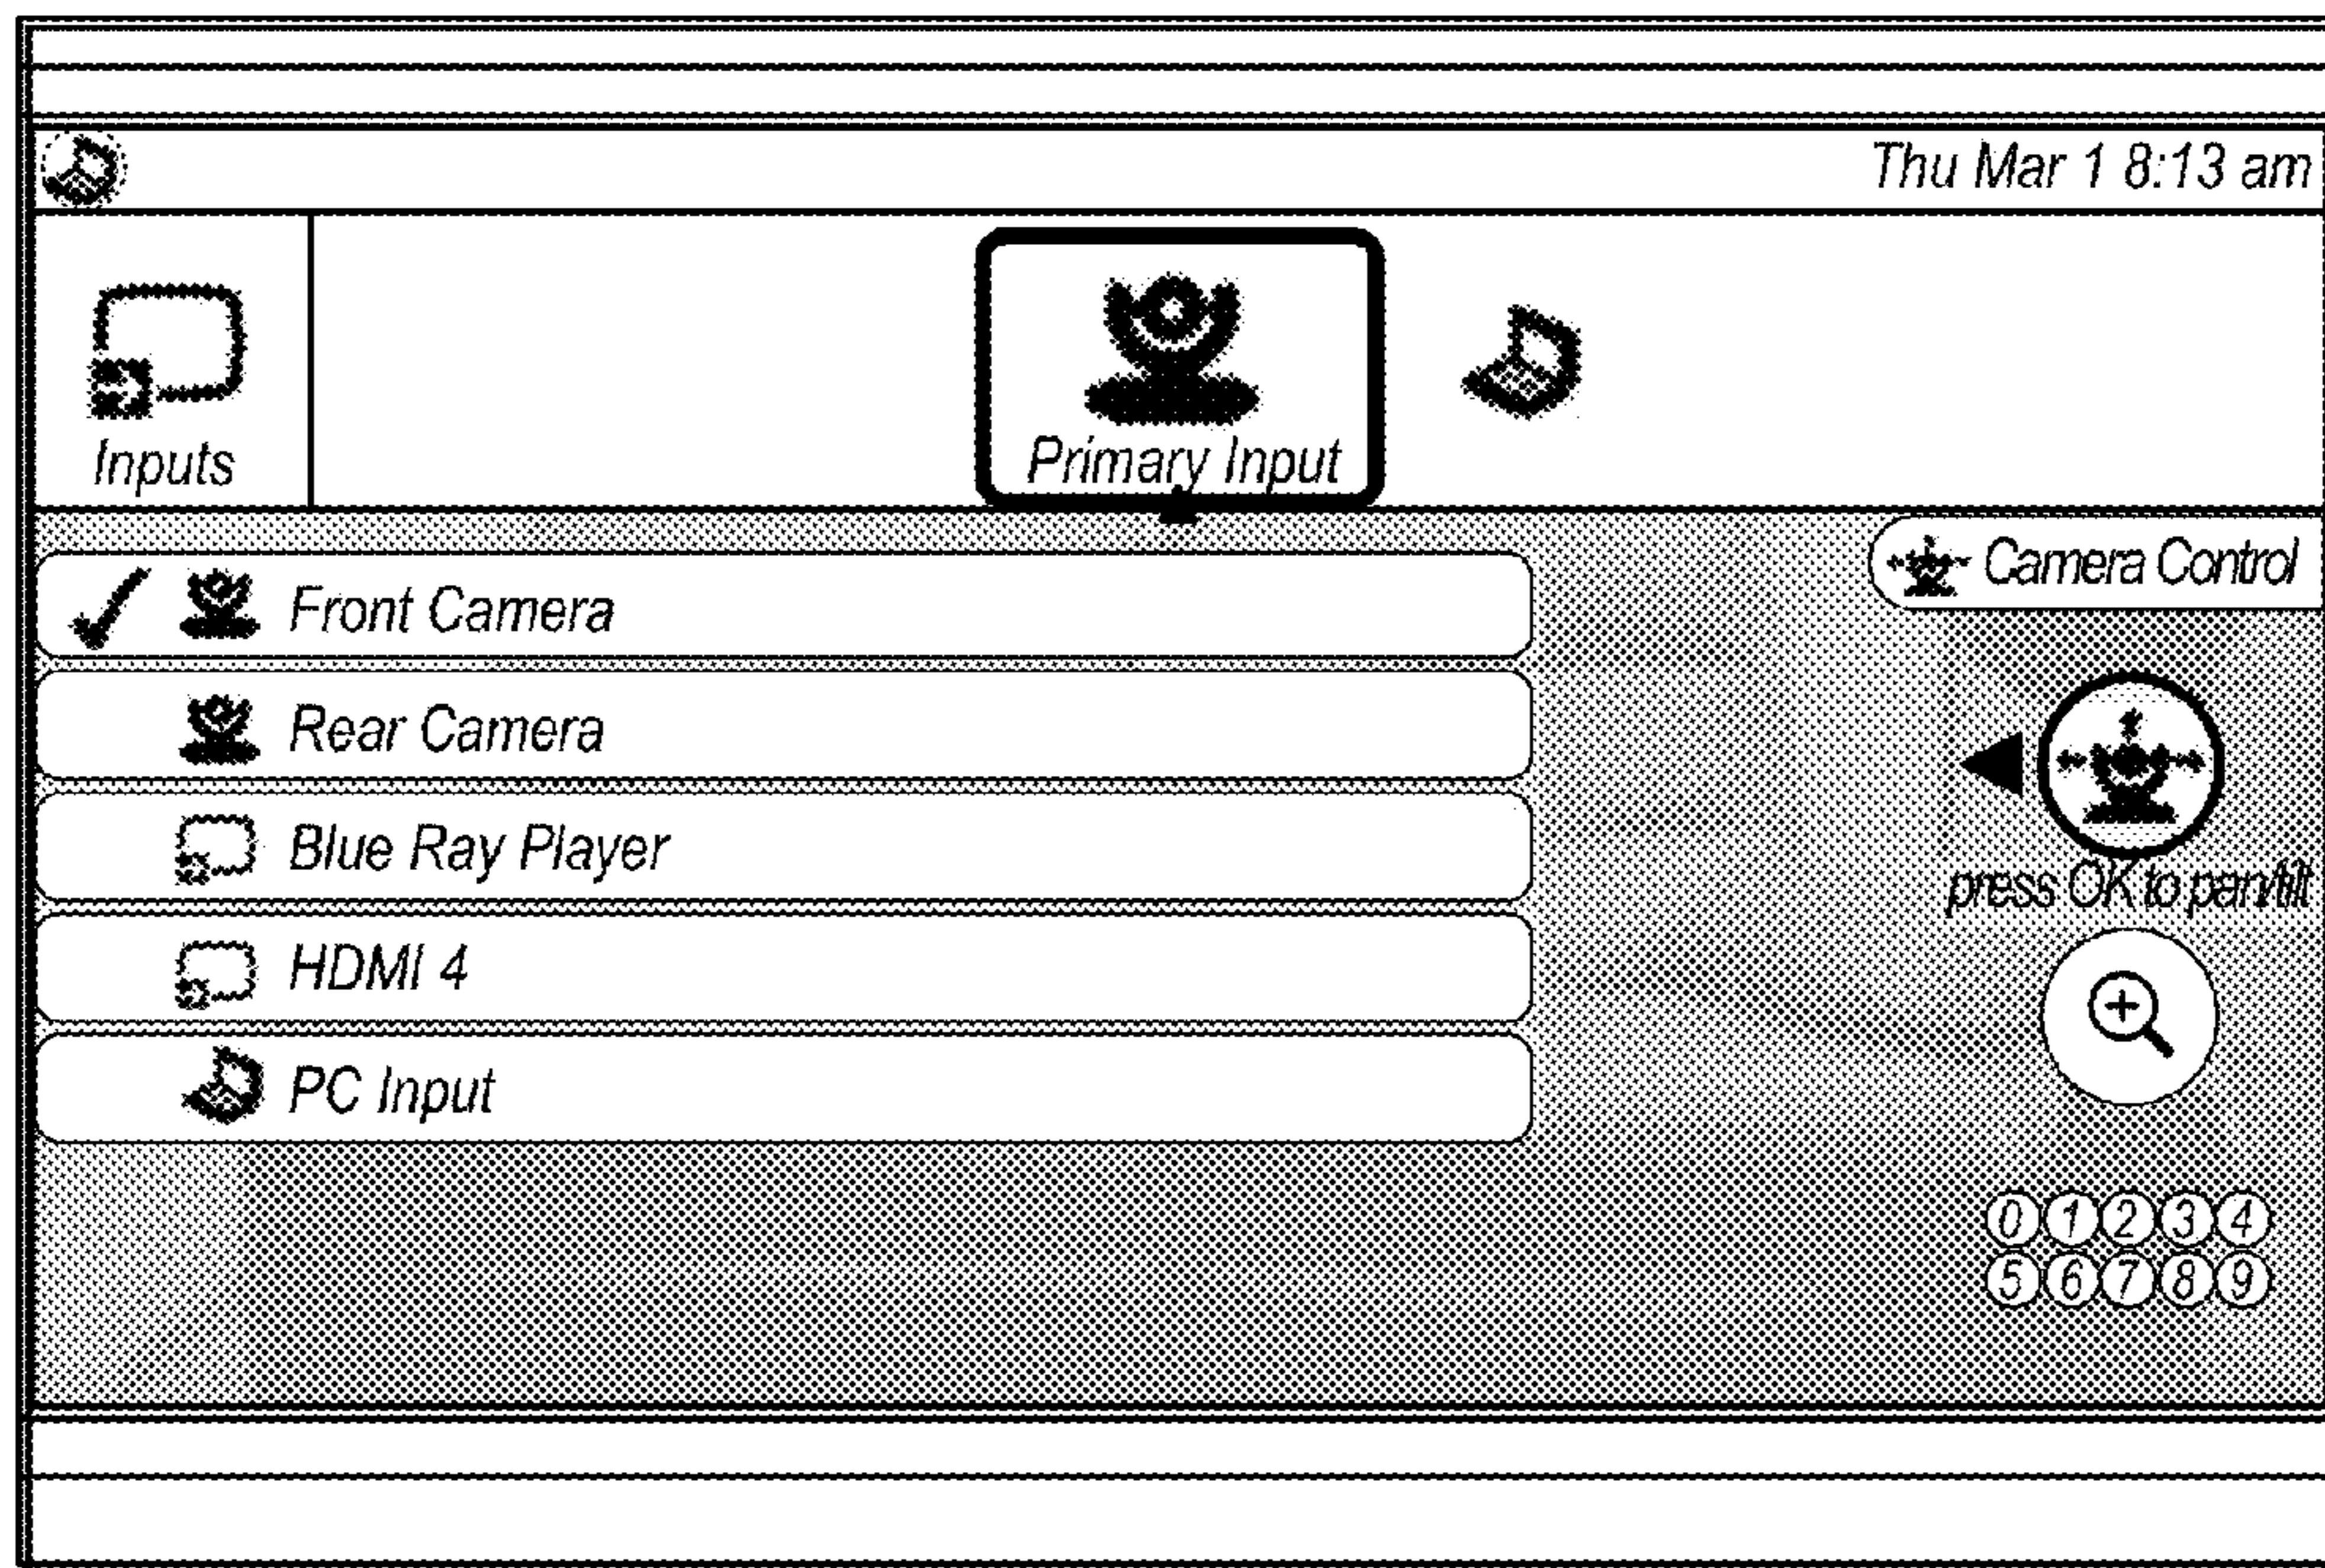 Thu Mar 1 8:13 am
Inputs
Primary Input
Camera Control
Front Camera
Rear Camera
Blue Ray Player
press OK to pan/tilt
HDMI 4
PC Input
0 1 2 3 4
5 6 7 8 9